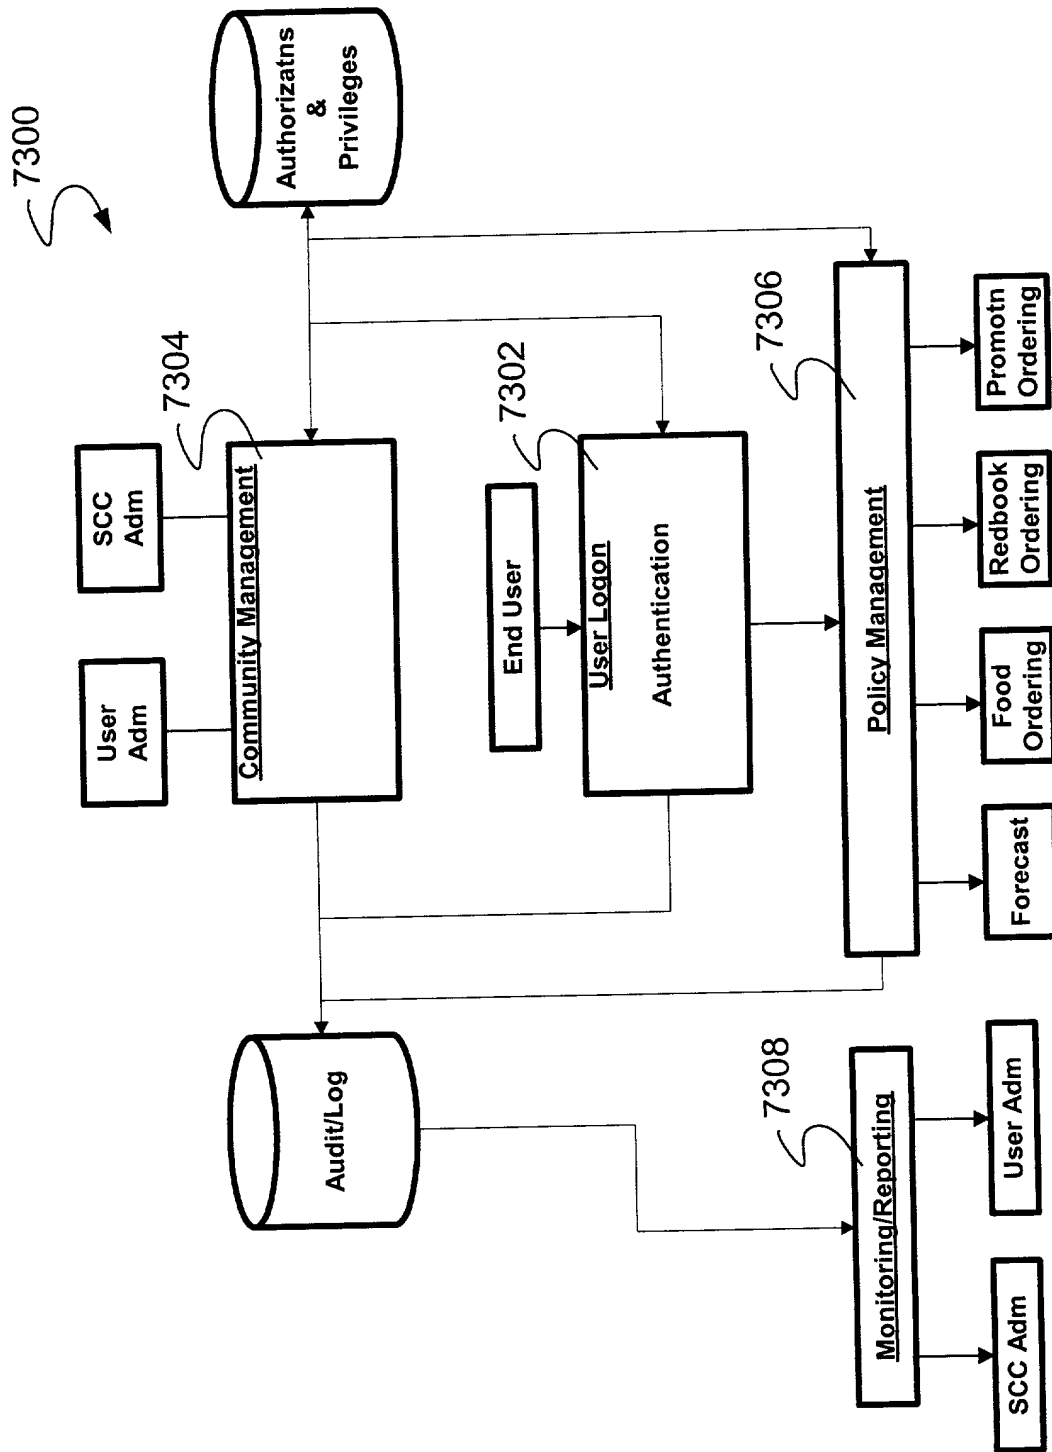 7300
User
Adm
SCC
Adm
7304
Community Management
Authorizatns
&
Privileges
Audit/Log
End User
7302
User Logon
Authentication
7306
Policy Management
7308
Monitoring/Reporting
SCC Adm
User Adm
Forecast
Food
Ordering
Redbook
Ordering
Promotn
Ordering